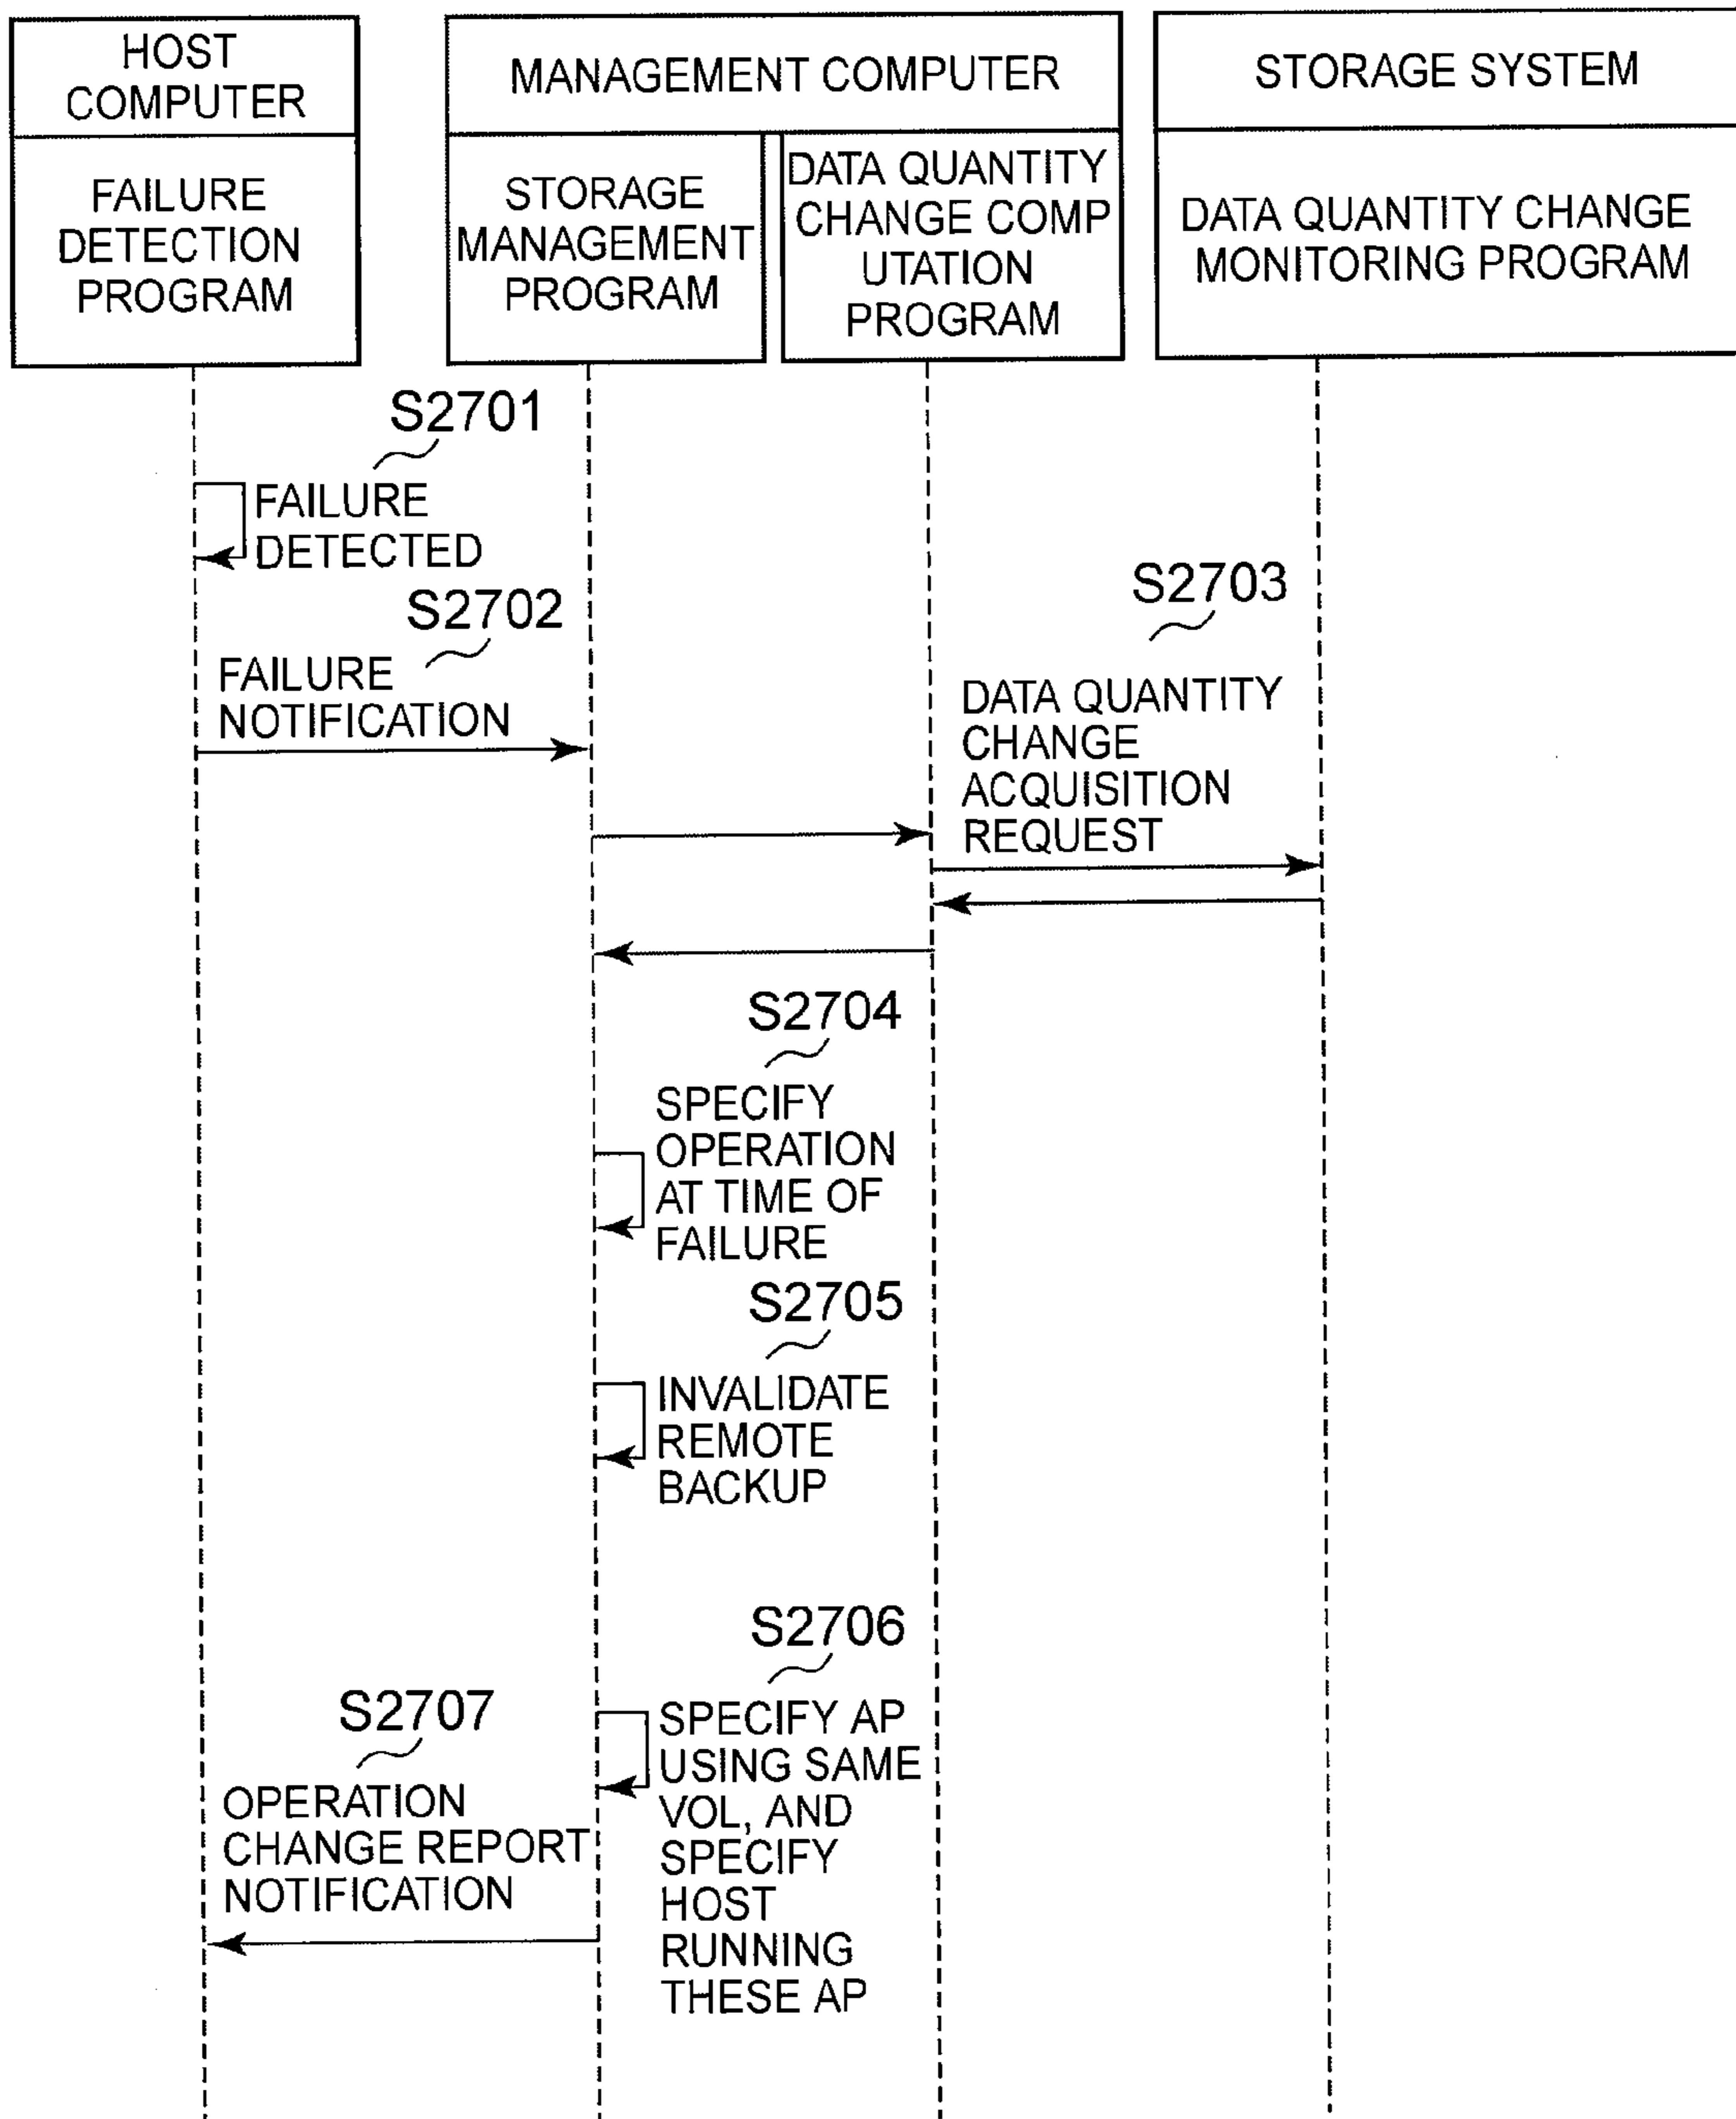 HOST
COMPUTER
MANAGEMENT COMPUTER
STORAGE SYSTEM
FAILURE
DETECTION
PROGRAM
STORAGE
MANAGEMENT
PROGRAM
DATA QUANTITY
CHANGE COMP
UTATION
PROGRAM
DATA QUANTITY CHANGE
MONITORING PROGRAM
S2701
FAILURE
DETECTED
S2702
FAILURE
NOTIFICATION
S2703
DATA QUANTITY
CHANGE
ACQUISITION
REQUEST
S2704
SPECIFY
OPERATION
AT TIME OF
FAILURE
S2705
INVALIDATE
REMOTE
BACKUP
S2706
SPECIFY AP
USING SAME
VOL, AND
SPECIFY
HOST
RUNNING
THESE AP
S2707
OPERATION
CHANGE REPORT
NOTIFICATION